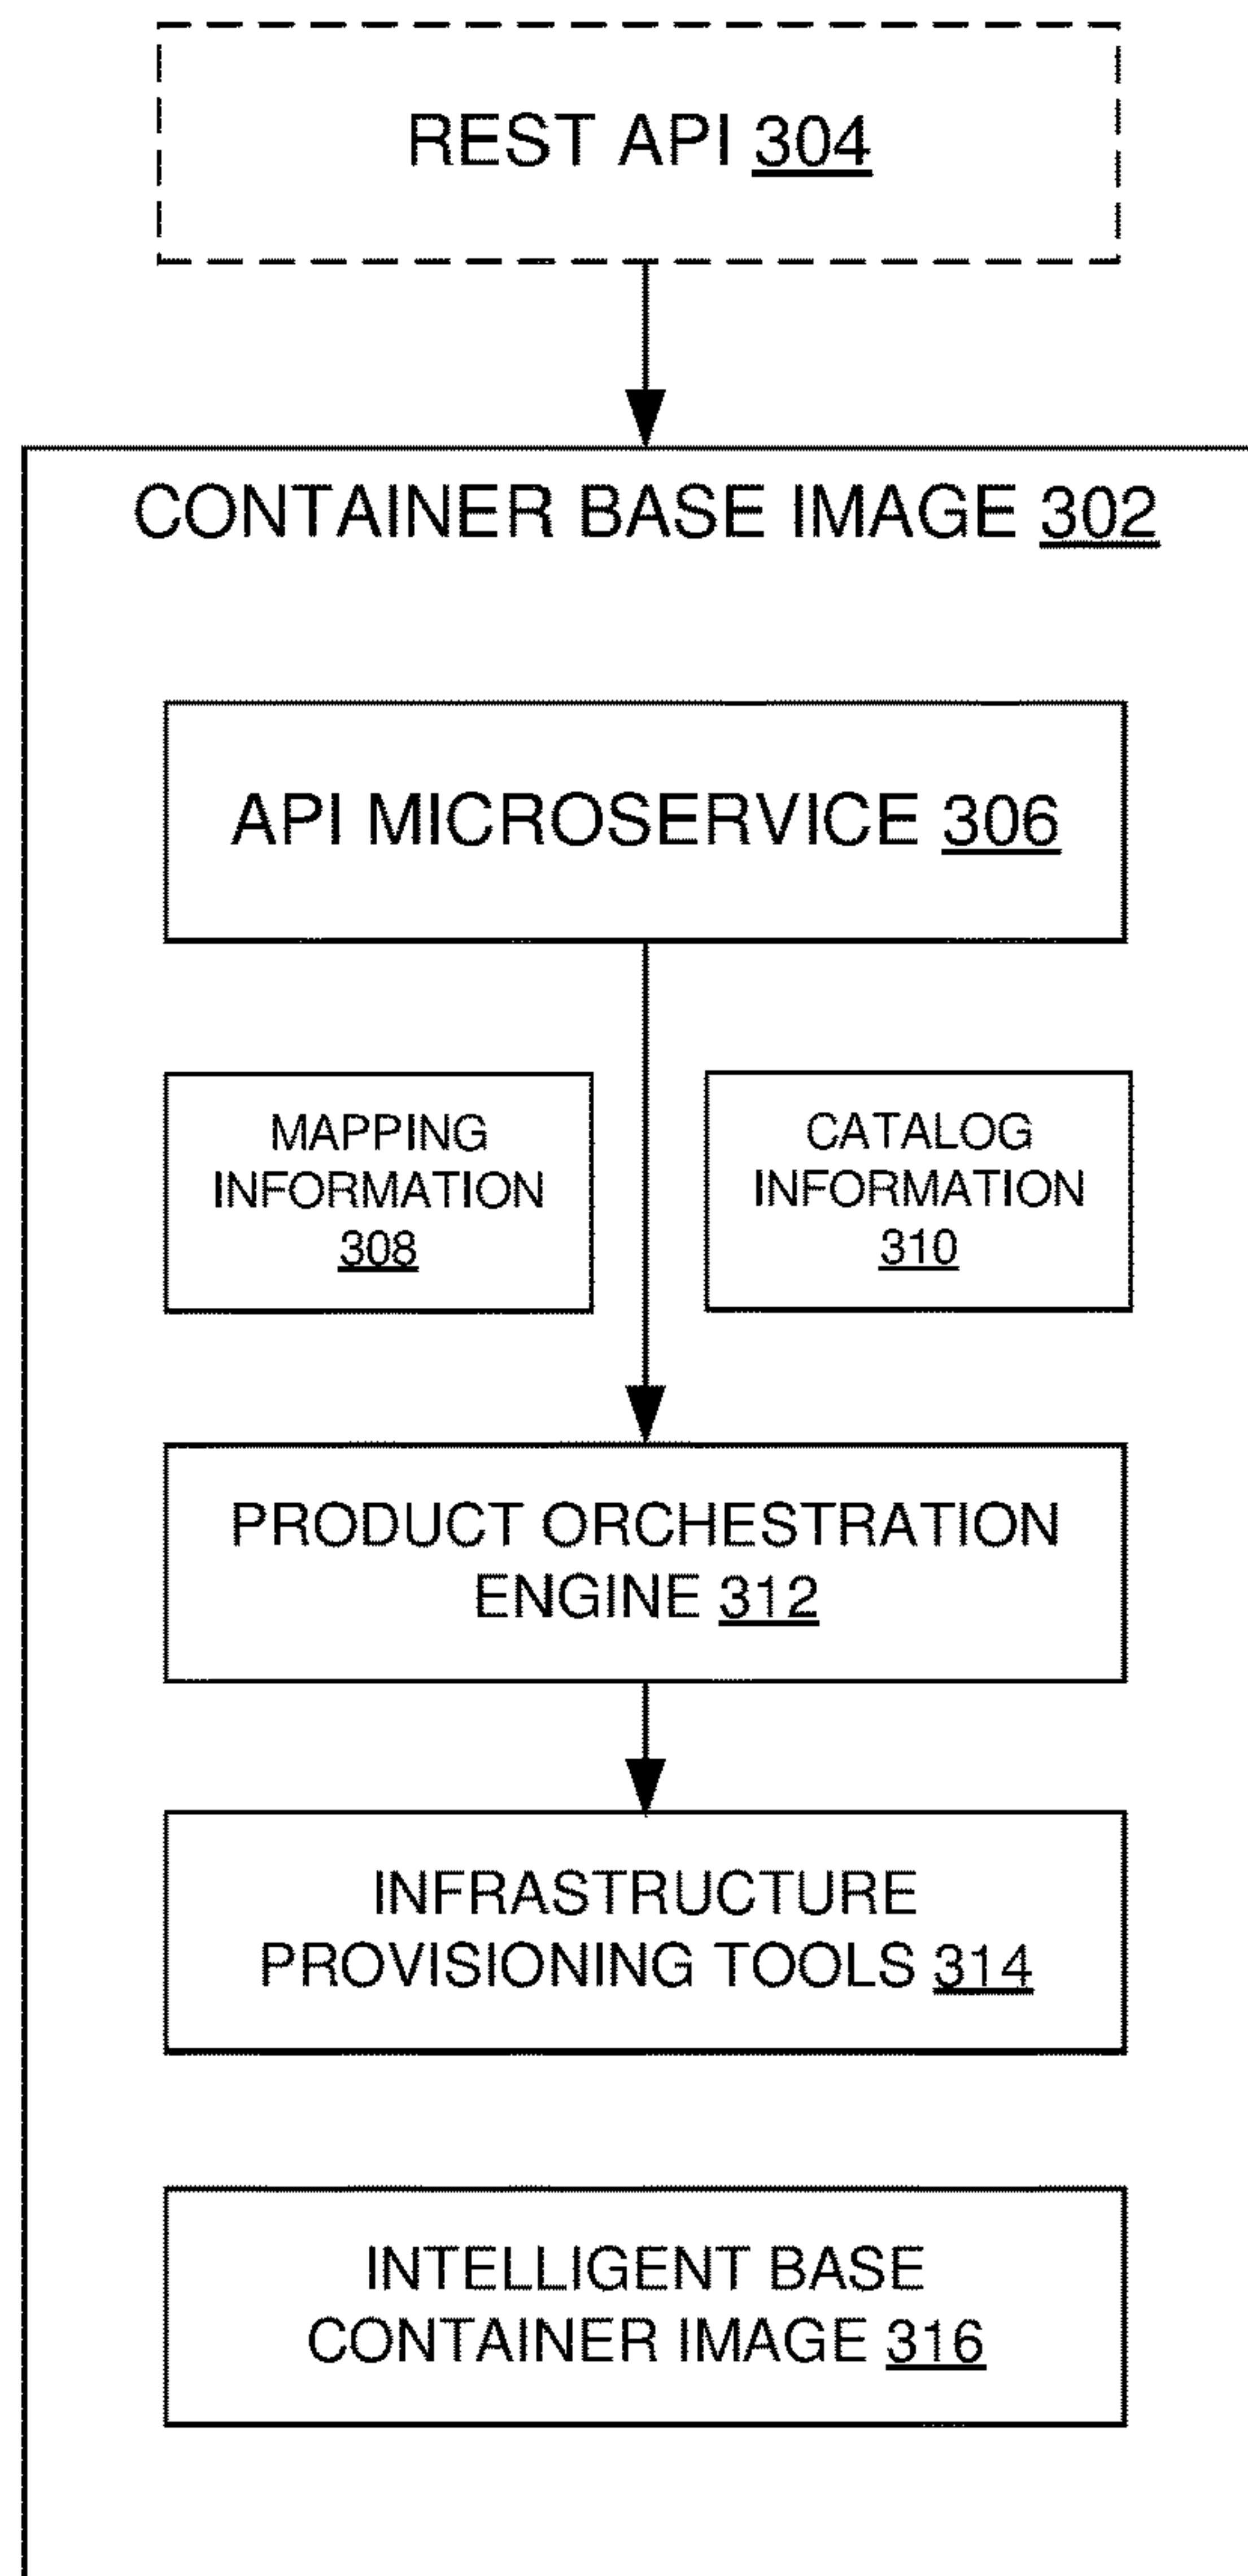 REST API 304
CONTAINER BASE IMAGE 302
API MICROSERVICE 306
MAPPING
INFORMATION
308
CATALOG
INFORMATION
310
PRODUCT ORCHESTRATION
ENGINE 312
INFRASTRUCTURE
PROVISIONING TOOLS 314
INTELLIGENT BASE
CONTAINER IMAGE 316